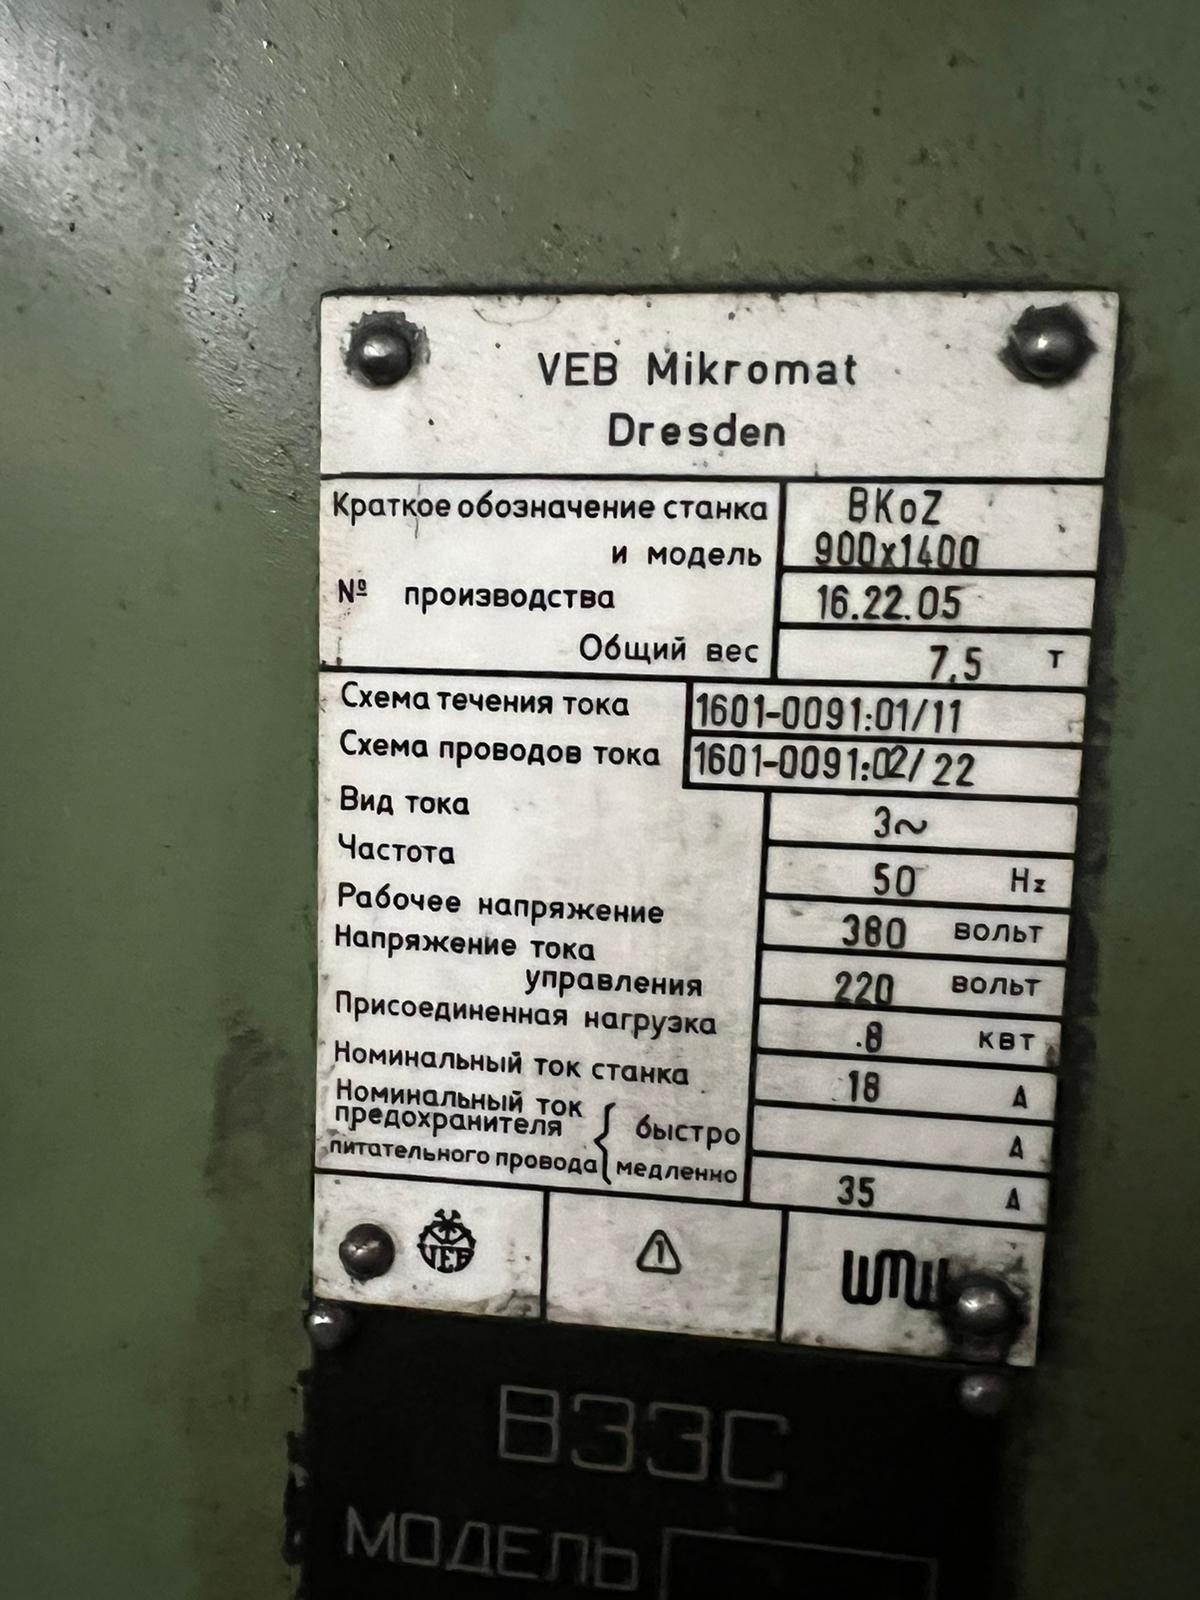 VEB Mikromat
Dresden
Краткое обозначение станка BKoZ
и модель 900x1400
№ производства 16.22.05
Общий вес 7,5 т
Схема течения тока 1601-0091:01/11
Схема проводов тока 1601-0091:02/22
Вид тока 3~
Частота 50 Hz
Рабочее напряжение 380 вольт
Напряжение тока
управления 220 вольт
Присоединенная нагрузка .8 квт
Номинальный ток станка 18 А
Номинальный ток
предохранителя быстро А
питательного провода медленно 35 А
VEB 1 WMW
ВЗЗС
МОДЕЛЬ